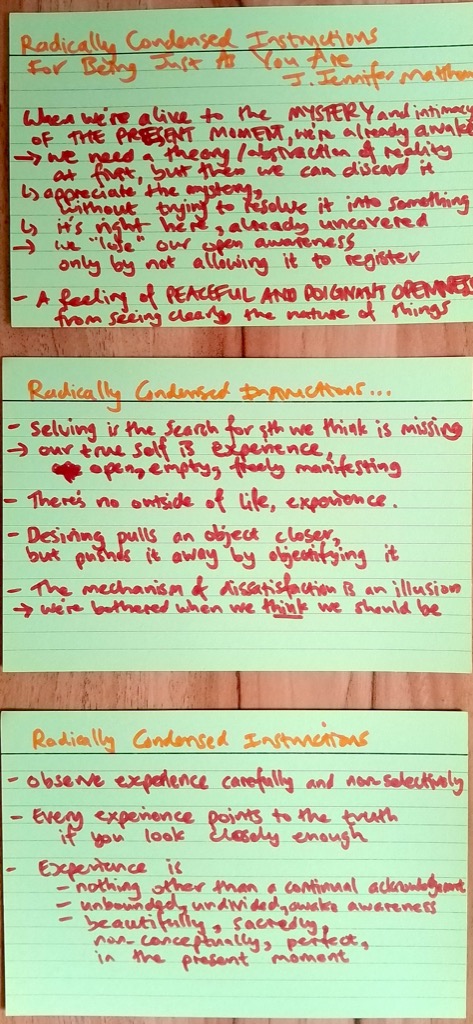 Radically Condensed Instructions
For Being Just As You Are
J. Jennifer Matthe
When we're alive to the MYSTERY and intimacy
OF THE PRESENT MOMENT, we're already awake
→ we need a theory/abstraction of reality
at first, but then we can discard it
↳ appreciate the mystery,
without trying to resolve it into something
↳ it's right here, already uncovered
→ we "lose" our open awareness
only by not allowing it to register
- A feeling of PEACEFUL AND POIGNANT OPENNESS
from seeing clearly the nature of things
Radically Condensed Instructions...
- Selving is the search for sth we think is missing
→ our true self is experience,
open, empty, freely manifesting
- There's no outside of life, experience.
- Desiring pulls an object closer,
but pushes it away by objectifying it
- The mechanism of dissatisfaction is an illusion
→ we're bothered when we think we should be
Radically Condensed Instructions
- Observe experience carefully and non-selectively
- Every experience points to the truth
if you look closely enough
- Experience is
- nothing other than a continual acknowledgement
- unbounded, undivided, awake awareness
- beautifully, sacredly,
non-conceptually, perfect,
in the present moment